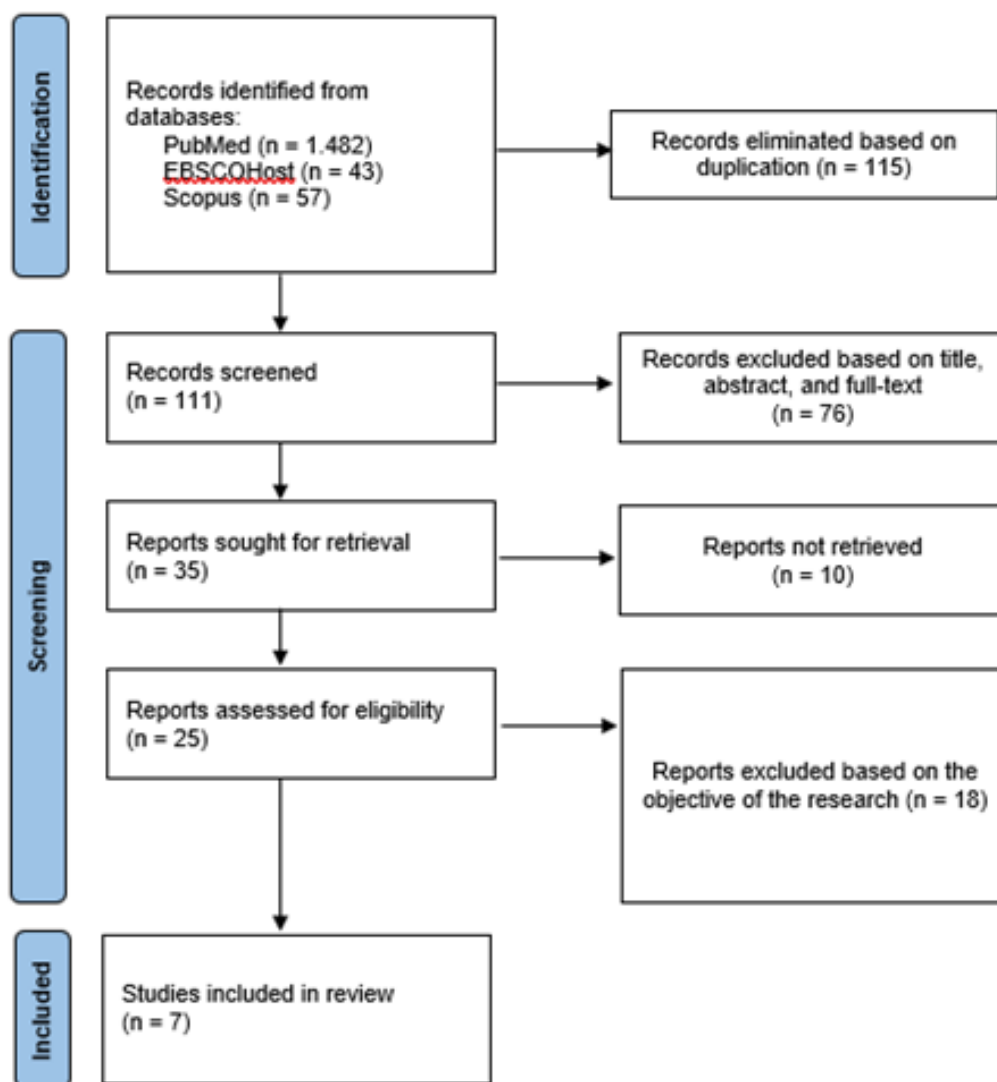 Identification
Records identified from
databases:
PubMed (n = 1.482)
EBSCOHost (n = 43)
Scopus (n = 57)
Records eliminated based on
duplication (n = 115)
Screening
Records screened
(n = 111)
Records excluded based on title,
abstract, and full-text
(n = 76)
Reports sought for retrieval
(n = 35)
Reports not retrieved
(n = 10)
Reports assessed for eligibility
(n = 25)
Reports excluded based on the
objective of the research (n = 18)
Included
Studies included in review
(n = 7)